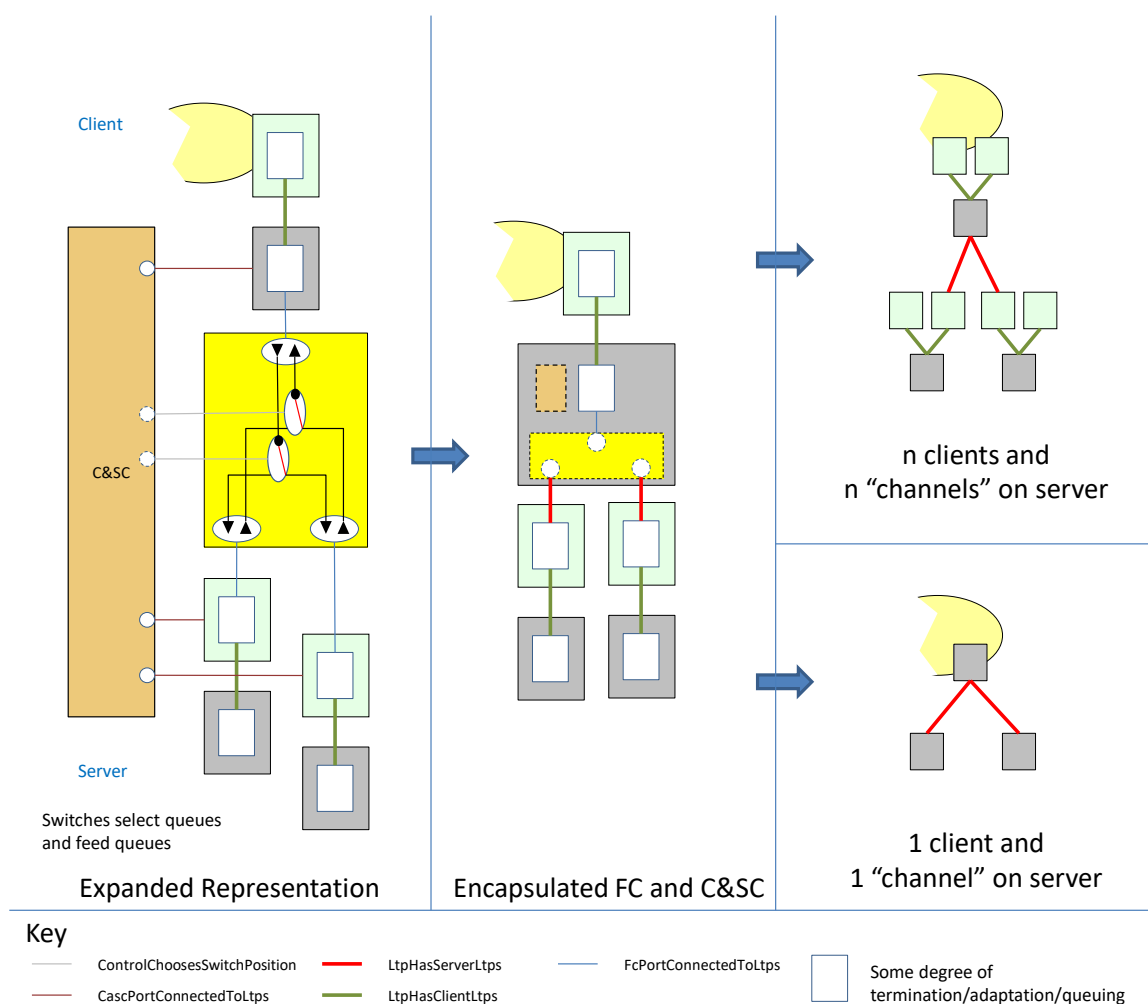 Client
C&SC
Server
Switches select queues
and feed queues
Expanded Representation
Encapsulated FC and C&SC
n clients and
n “channels” on server
1 client and
1 “channel” on server
Key
ControlChoosesSwitchPosition
CascPortConnectedToLtps
LtpHasServerLtps
LtpHasClientLtps
FcPortConnectedToLtps
Some degree of
termination/adaptation/queuing